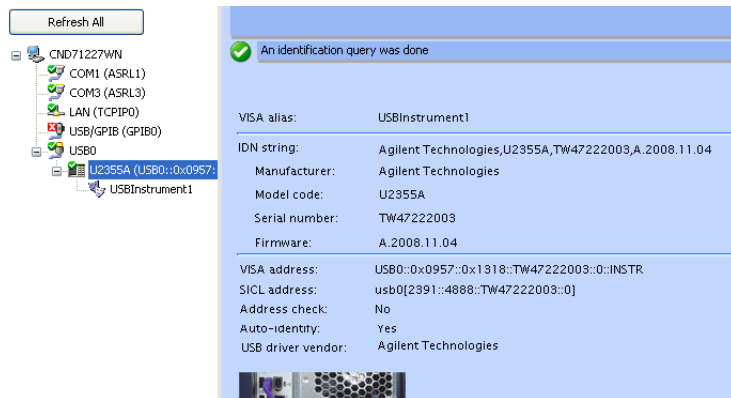 Refresh All
CND71227WN
COM1 (ASRL1)
COM3 (ASRL3)
LAN (TCPIP0)
USB/GPIB (GPIB0)
USB0
U2355A (USB0::0x0957:
USBInstrument1
An identification query was done
VISA alias: USBInstrument1
IDN string: Agilent Technologies,U2355A,TW47222003,A.2008.11.04
Manufacturer: Agilent Technologies
Model code: U2355A
Serial number: TW47222003
Firmware: A.2008.11.04
VISA address: USB0::0x0957::0x1318::TW47222003::0::INSTR
SICL address: usb0[2391::4888::TW47222003::0]
Address check: No
Auto-identify: Yes
USB driver vendor: Agilent Technologies